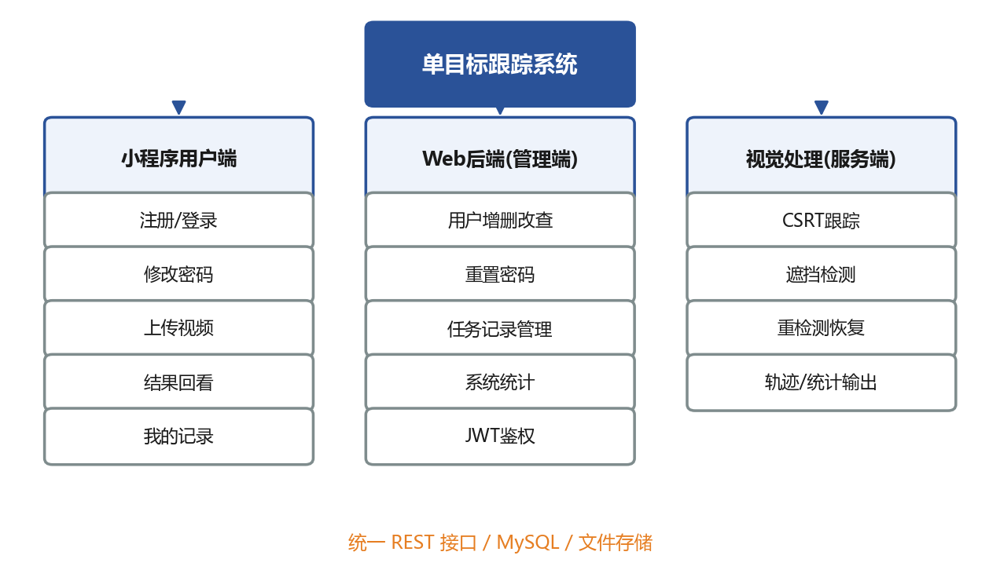 单目标跟踪系统
小程序用户端
注册/登录
修改密码
上传视频
结果回看
我的记录
Web后端(管理端)
用户增删改查
重置密码
任务记录管理
系统统计
JWT鉴权
视觉处理(服务端)
CSRT跟踪
遮挡检测
重检测恢复
轨迹/统计输出
统一 REST 接口 / MySQL / 文件存储